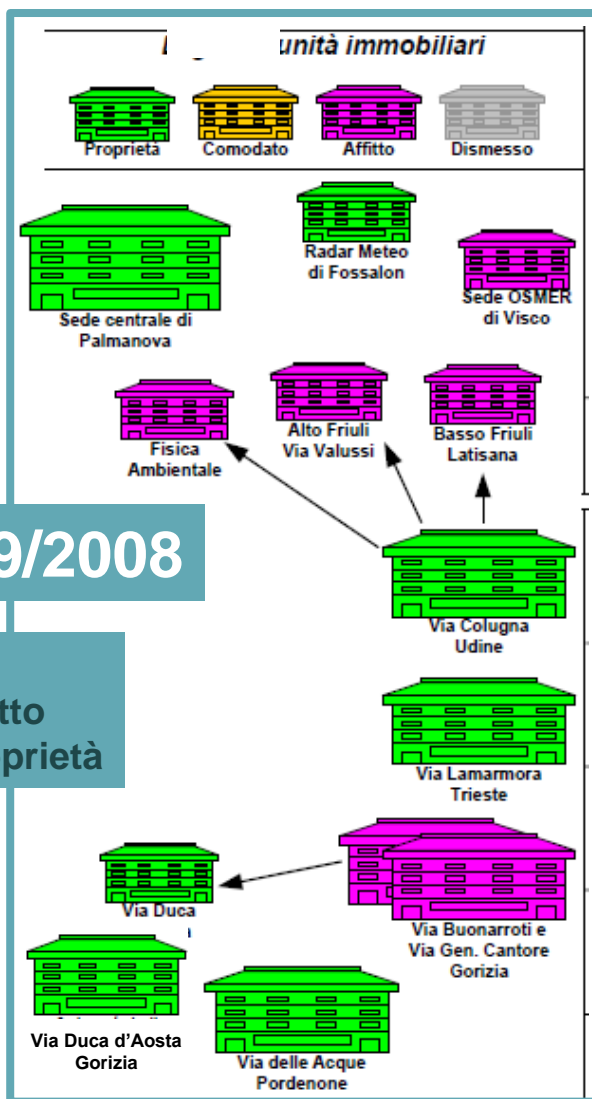 unità immobiliari
Proprietà
Comodato
Affitto
Dismesso
Radar Meteo
di Fossalon
Sede OSMER
di Visco
Sede centrale di
Palmanova
Fisica
Ambientale
Alto Friuli
Via Valussi
Basso Friuli
Latisana
9/2008
Via Colugna
Udine
tto
prietà
Via Lamarmora
Trieste
Via Duca
Via Buonarroti e
Via Gen. Cantore
Gorizia
Via Duca d’Aosta
Gorizia
Via delle Acque
Pordenone